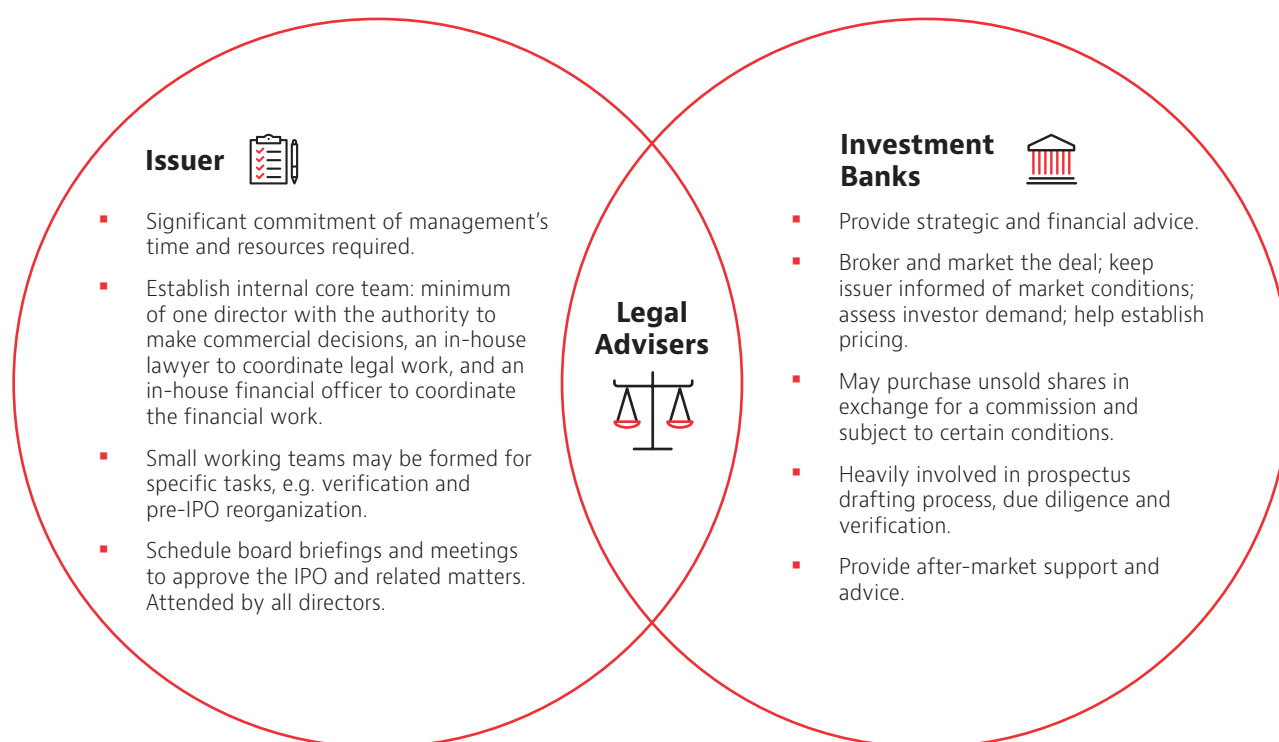 Issuer
▪ Significant commitment of management’s
time and resources required.
▪ Establish internal core team: minimum
of one director with the authority to
make commercial decisions, an in-house
lawyer to coordinate legal work, and an
in-house financial officer to coordinate
the financial work.
▪ Small working teams may be formed for
specific tasks, e.g. verification and
pre-IPO reorganization.
▪ Schedule board briefings and meetings
to approve the IPO and related matters.
Attended by all directors.
Legal
Advisers
Investment
Banks
▪ Provide strategic and financial advice.
▪ Broker and market the deal; keep
issuer informed of market conditions;
assess investor demand; help establish
pricing.
▪ May purchase unsold shares in
exchange for a commission and
subject to certain conditions.
▪ Heavily involved in prospectus
drafting process, due diligence and
verification.
▪ Provide after-market support and
advice.